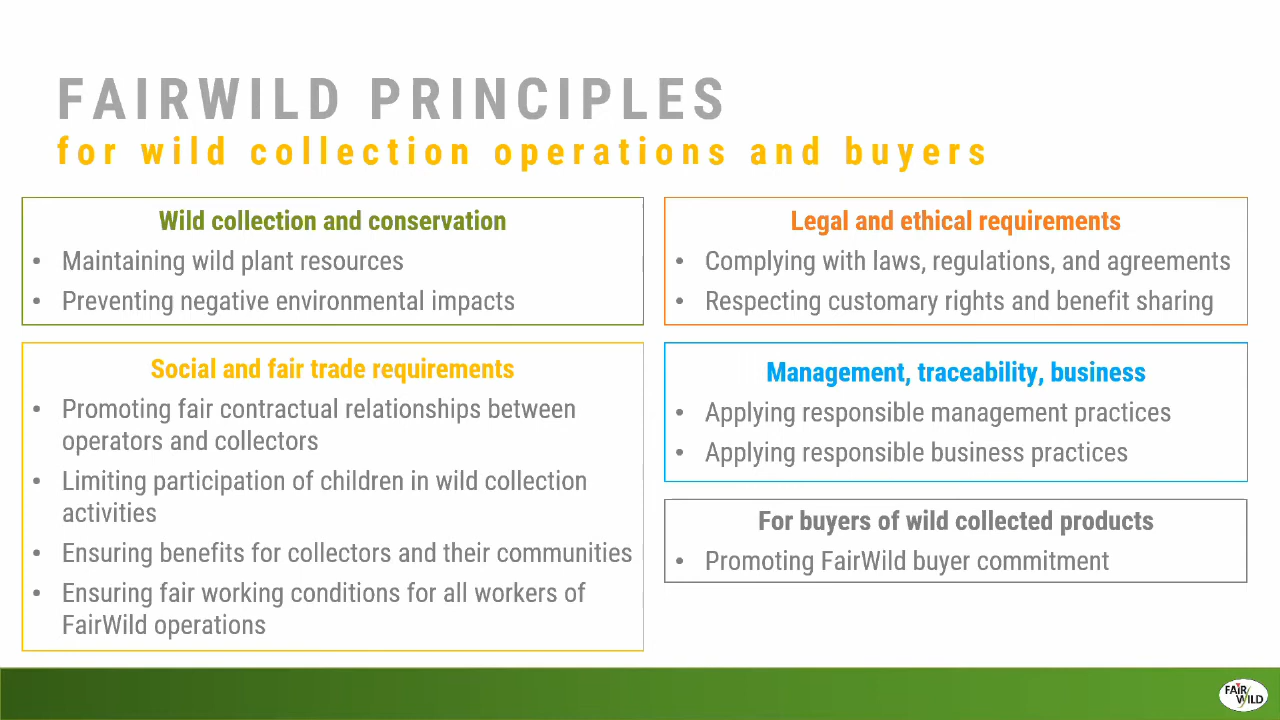 FAIRWILD PRINCIPLES
for wild collection operations and buyers
Wild collection and conservation
• Maintaining wild plant resources
• Preventing negative environmental impacts
Social and fair trade requirements
• Promoting fair contractual relationships between
operators and collectors
• Limiting participation of children in wild collection
activities
• Ensuring benefits for collectors and their communities
• Ensuring fair working conditions for all workers of
FairWild operations
Legal and ethical requirements
• Complying with laws, regulations, and agreements
• Respecting customary rights and benefit sharing
Management, traceability, business
• Applying responsible management practices
• Applying responsible business practices
For buyers of wild collected products
• Promoting FairWild buyer commitment
FAIR
WILD